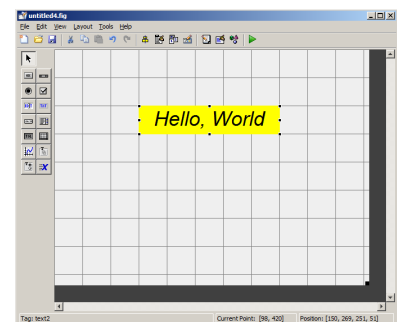 untitled4.fig
File Edit View Layout Tools Help
Hello, World
Tag: text2 Current Point: [98, 420] Position: [150, 269, 251, 51]